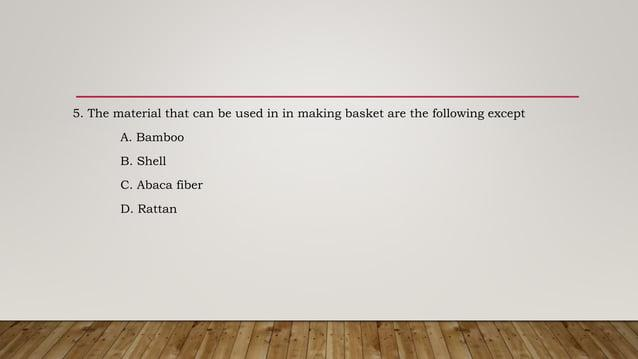 5. The material that can be used in in making basket are the following except
A. Bamboo
B. Shell
C. Abaca fiber
D. Rattan